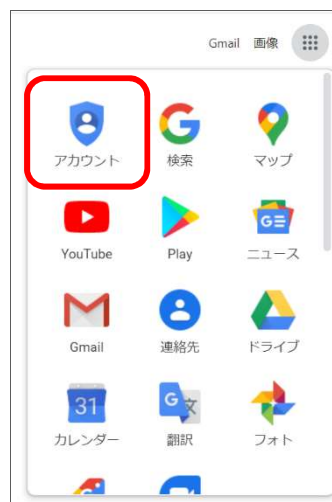 Gmail 画像
アカウント 検索 マップ
G≡
YouTube Play ニュース
Gmail 連絡先 ドライブ
31 G 文
カレンダー 翻訳 フォト